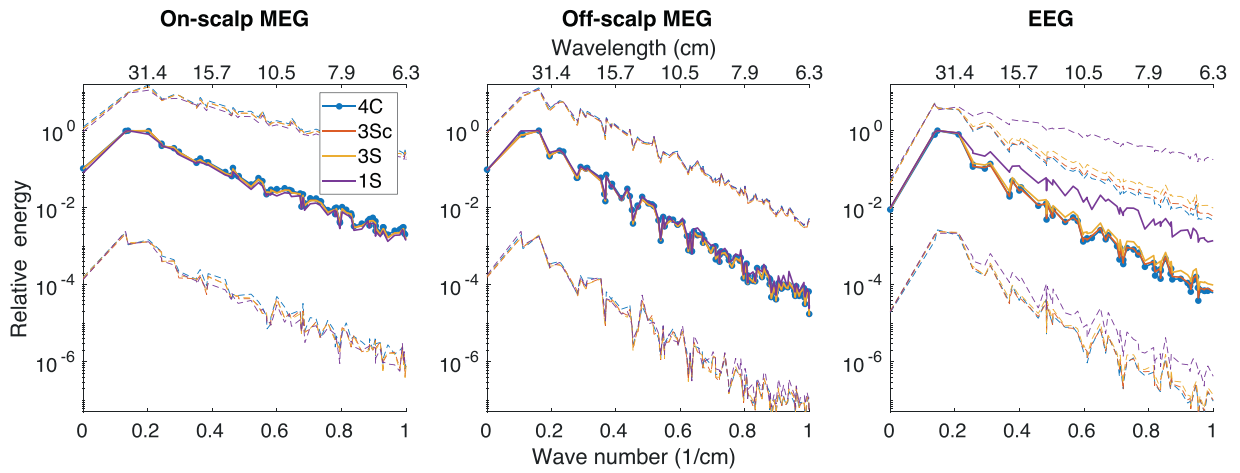 On-scalp MEG
Off-scalp MEG
EEG
Wavelength (cm)
31.4 15.7 10.5 7.9 6.3
31.4 15.7 10.5 7.9 6.3
31.4 15.7 10.5 7.9 6.3
Relative energy
10^0
10^-2
10^-4
10^-6
4C
3Sc
3S
1S
10^0
10^-2
10^-4
10^-6
10^0
10^-2
10^-4
10^-6
0 0.2 0.4 0.6 0.8 1
0 0.2 0.4 0.6 0.8 1
0 0.2 0.4 0.6 0.8 1
Wave number (1/cm)